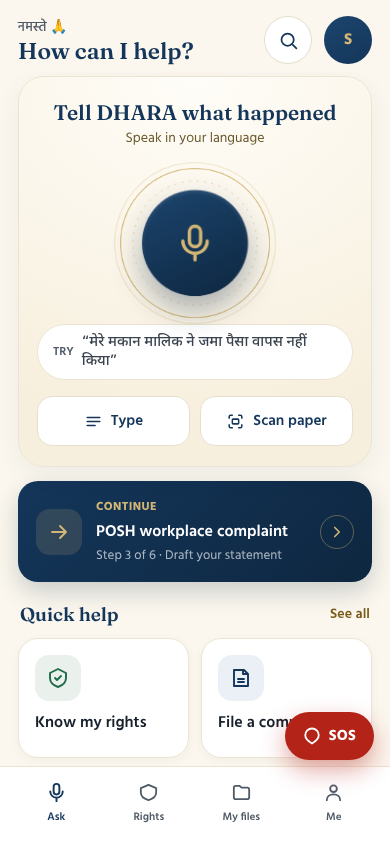 नमस्ते 🙏
How can I help?
S
Tell DHARA what happened
Speak in your language
TRY
“मेरे मकान मालिक ने जमा पैसा वापस नहीं
किया”
Type
Scan paper
CONTINUE
POSH workplace complaint
Step 3 of 6 · Draft your statement
Quick help
See all
Know my rights
File a com
SOS
Ask
Rights
My files
Me